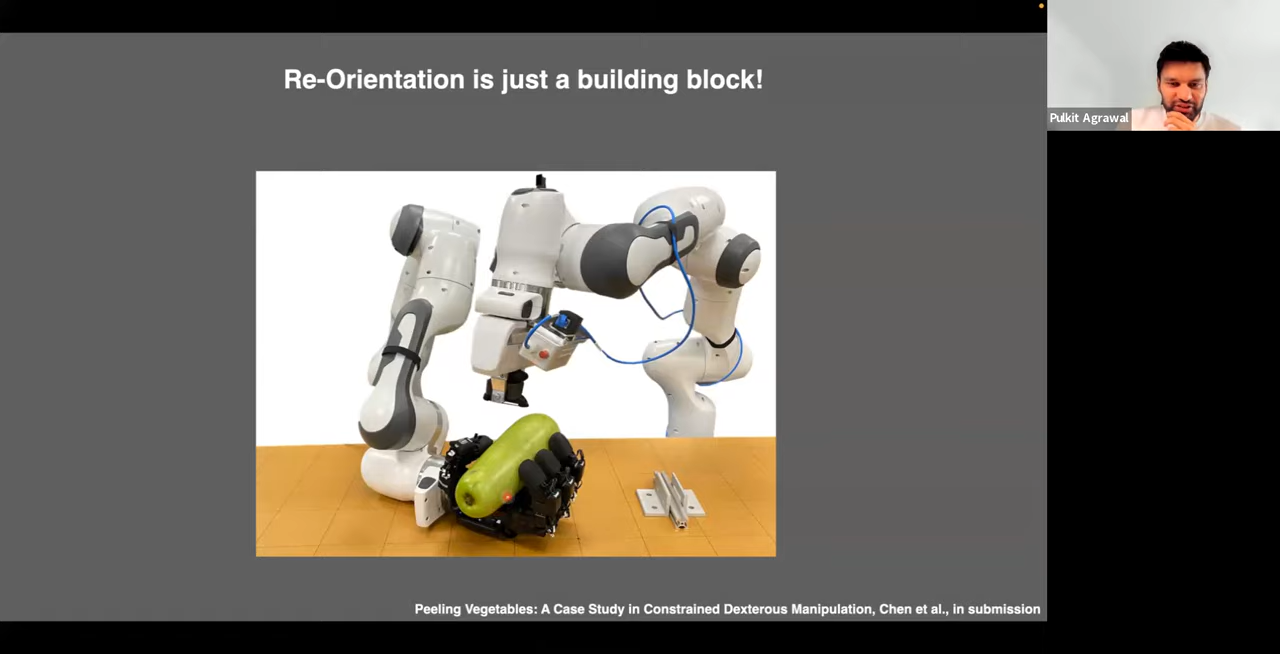 Re-Orientation is just a building block!
Pulkit Agrawal
Peeling Vegetables: A Case Study in Constrained Dexterous Manipulation, Chen et al., in submission